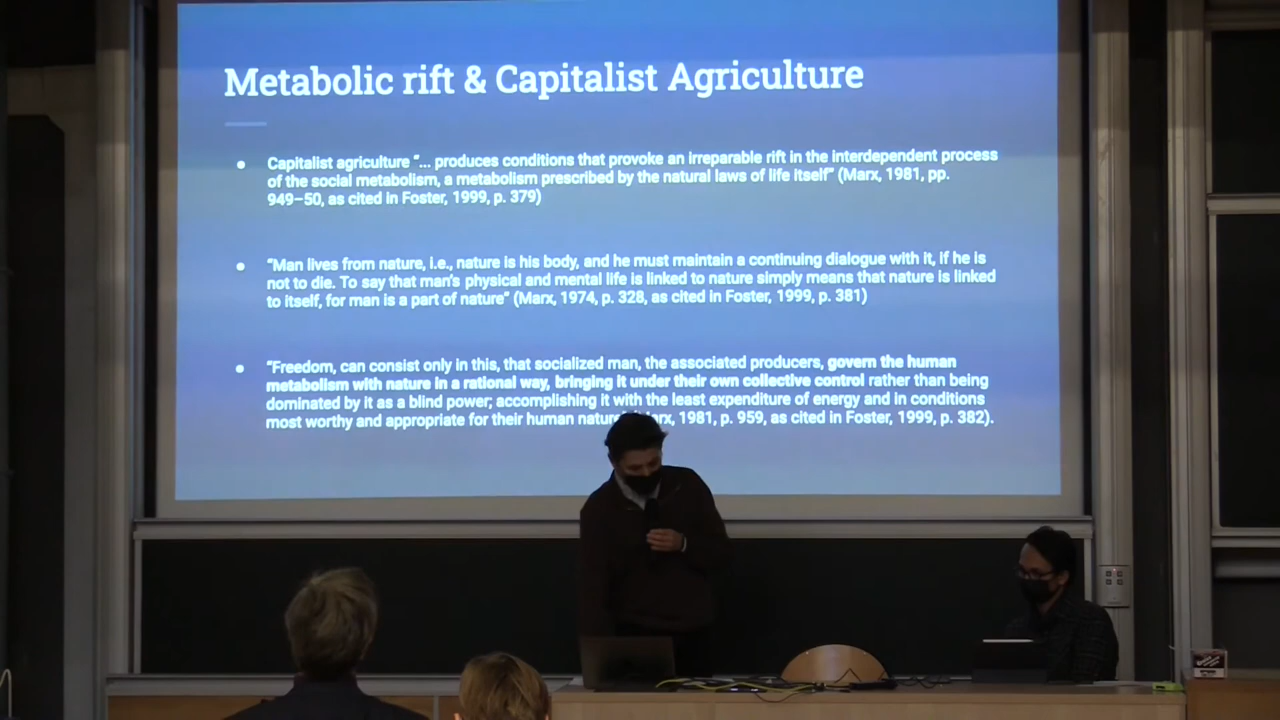 Metabolic rift & Capitalist Agriculture
Capitalist agriculture "... produces conditions that provoke an irreparable rift in the interdependent process
of the social metabolism, a metabolism prescribed by the natural laws of life itself" (Marx, 1981, pp.
949–50, as cited in Foster, 1999, p. 379)
"Man lives from nature, i.e., nature is his body, and he must maintain a continuing dialogue with it, if he is
not to die. To say that man's physical and mental life is linked to nature simply means that nature is linked
to itself, for man is a part of nature" (Marx, 1974, p. 328, as cited in Foster, 1999, p. 381)
"Freedom, can consist only in this, that socialized man, the associated producers, govern the human
metabolism with nature in a rational way, bringing it under their own collective control rather than being
dominated by it as a blind power; accomplishing it with the least expenditure of energy and in conditions
most worthy and appropriate for their human nature 1981, p. 959, as cited in Foster, 1999, p. 382).